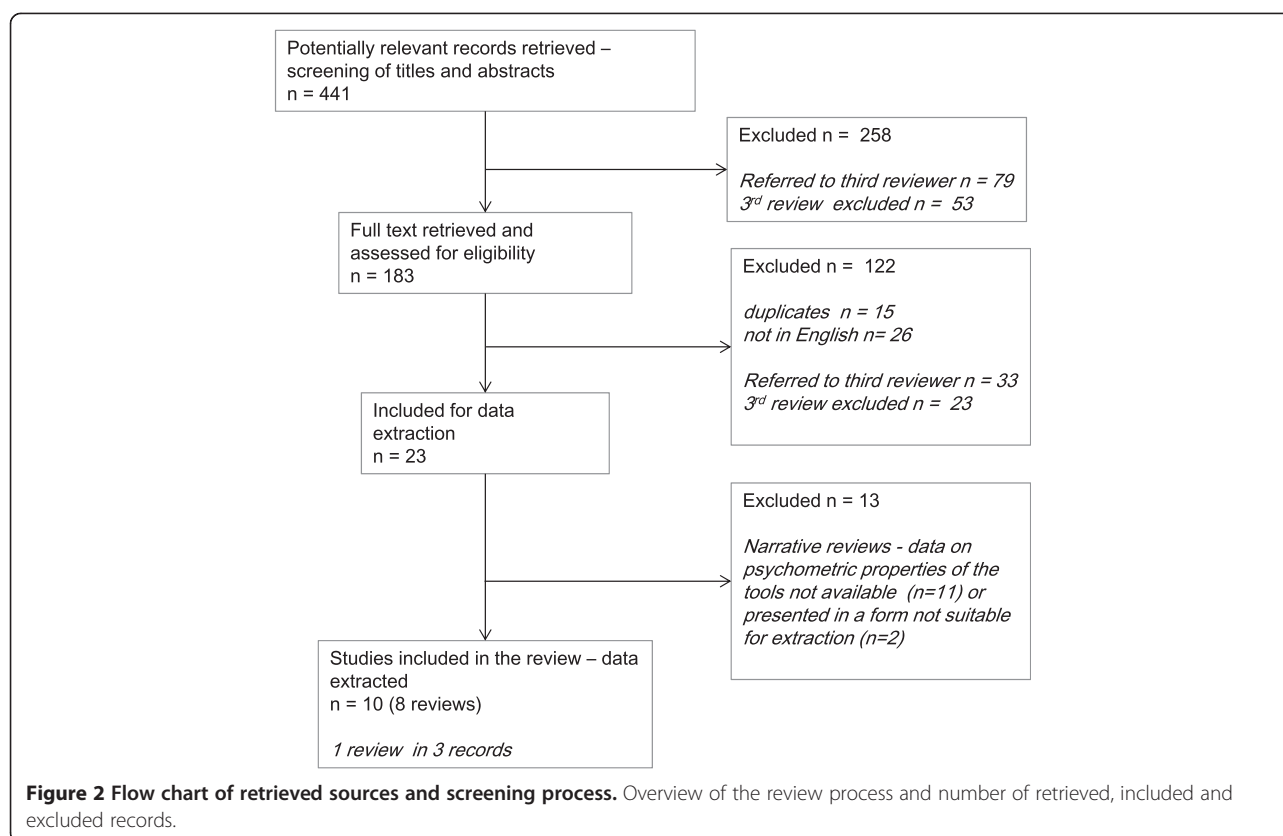 Potentially relevant records retrieved –
screening of titles and abstracts
n = 441
Excluded n = 258
Referred to third reviewer n = 79
3rd review excluded n = 53
Full text retrieved and
assessed for eligibility
n = 183
Excluded n = 122
duplicates n = 15
not in English n= 26
Referred to third reviewer n = 33
3rd review excluded n = 23
Included for data
extraction
n = 23
Excluded n = 13
Narrative reviews - data on
psychometric properties of the
tools not available (n=11) or
presented in a form not suitable
for extraction (n=2)
Studies included in the review – data
extracted
n = 10 (8 reviews)
1 review in 3 records
Figure 2 Flow chart of retrieved sources and screening process. Overview of the review process and number of retrieved, included and
excluded records.